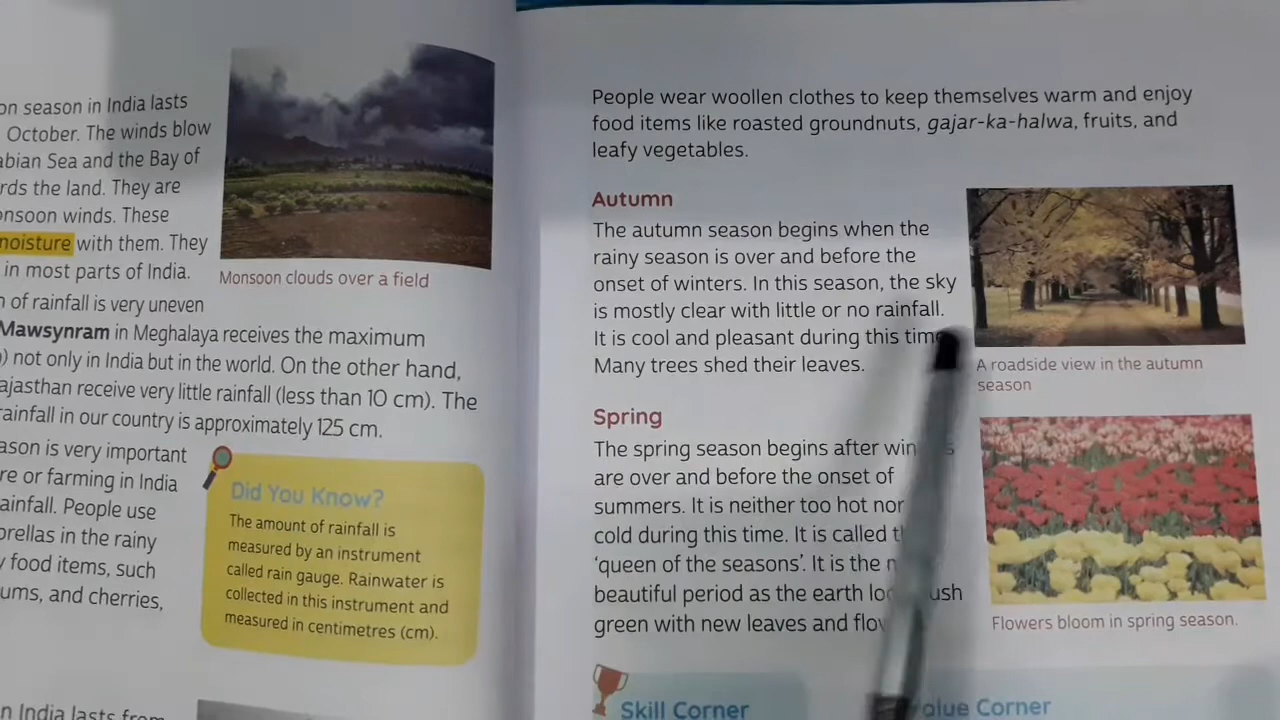 on season in India lasts
October. The winds blow
abian Sea and the Bay of
rds the land. They are
onsoon winds. These
moisture with them. They
in most parts of India.
n of rainfall is very uneven
Mawsynram in Meghalaya receives the maximum
) not only in India but in the world. On the other hand,
ajasthan receive very little rainfall (less than 10 cm). The
rainfall in our country is approximately 125 cm.
ason is very important
re or farming in India
ainfall. People use
brellas in the rainy
y food items, such
ums, and cherries,
Monsoon clouds over a field
Did You Know?
The amount of rainfall is
measured by an instrument
called rain gauge. Rainwater is
collected in this instrument and
measured in centimetres (cm).
n India lasts from
People wear woollen clothes to keep themselves warm and enjoy
food items like roasted groundnuts, gajar-ka-halwa, fruits, and
leafy vegetables.
Autumn
The autumn season begins when the
rainy season is over and before the
onset of winters. In this season, the sky
is mostly clear with little or no rainfall.
It is cool and pleasant during this time
Many trees shed their leaves.
A roadside view in the autumn
season
Spring
The spring season begins after win
are over and before the onset of
summers. It is neither too hot nor
cold during this time. It is called
'queen of the seasons'. It is the
beautiful period as the earth lush
green with new leaves and
Flowers bloom in spring season.
Skill Corner
alue Corner